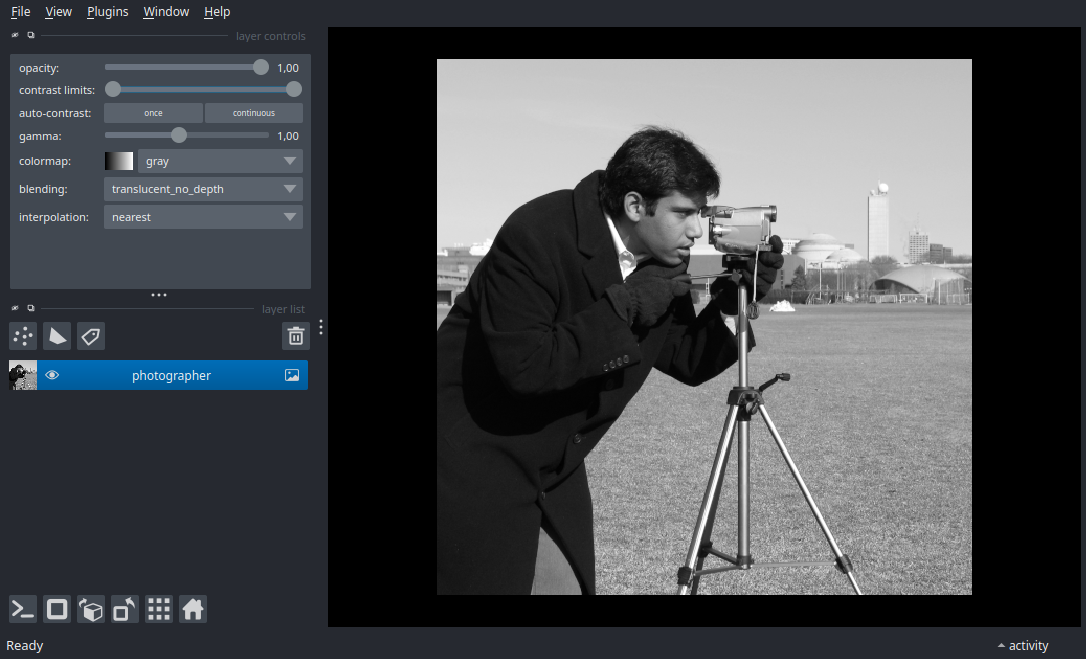 File View Plugins Window Help
layer controls
opacity: 1,00
contrast limits:
auto-contrast: once continuous
gamma: 1,00
colormap: gray
blending: translucent_no_depth
interpolation: nearest
layer list
photographer
Ready activity